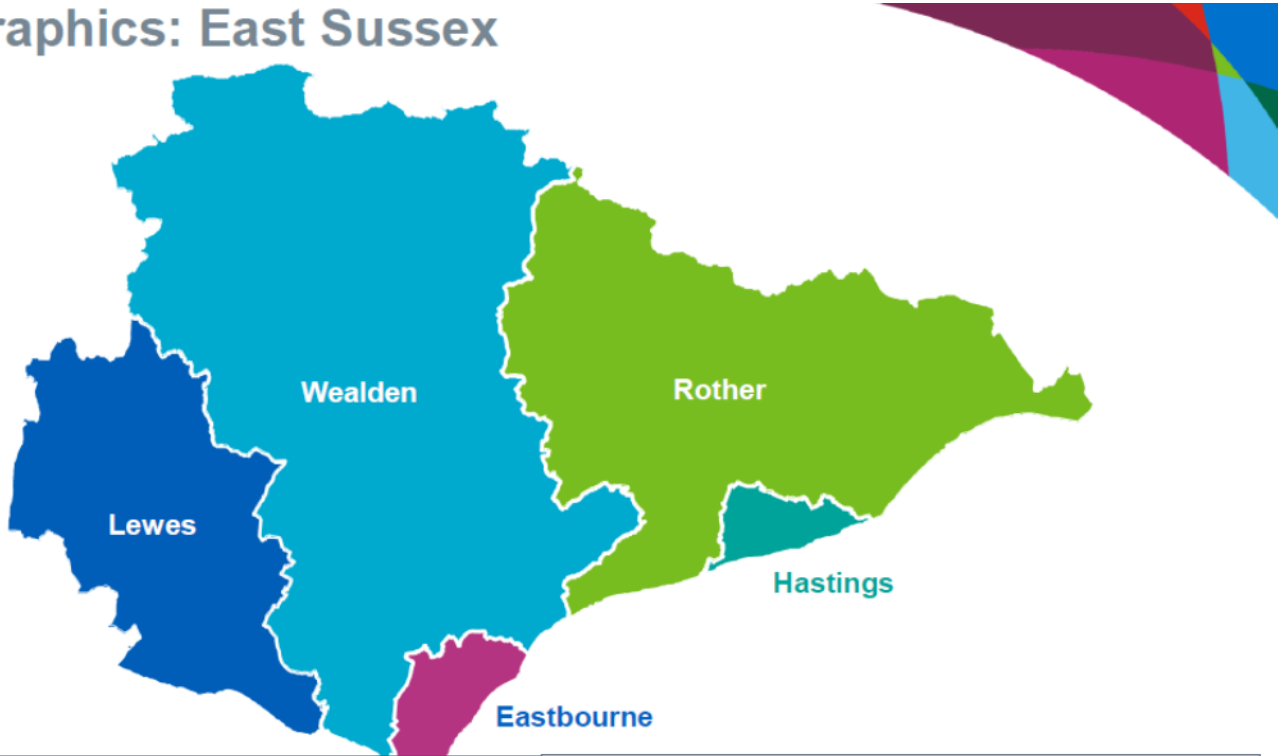 raphics: East Sussex
Wealden
Rother
Lewes
Hastings
Eastbourne